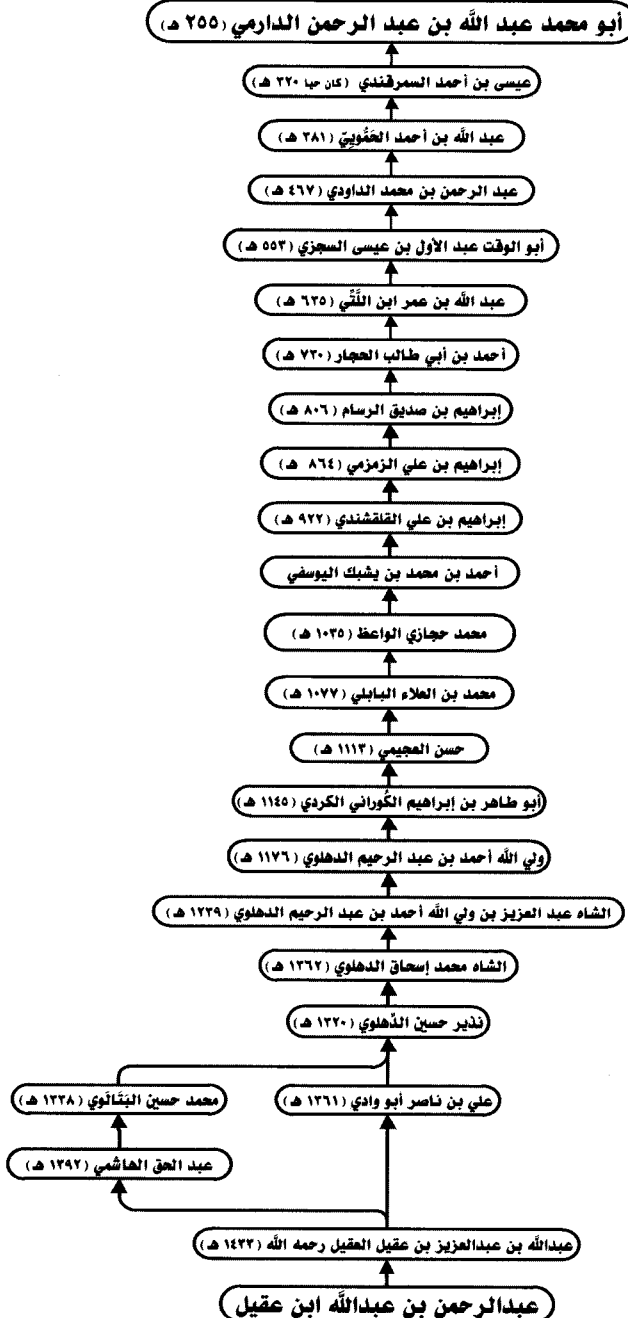 أبو محمد عبد الله بن عبد الرحمن الدارمي (٢٥٥ هـ)
عيسى بن أحمد السمرقندي (كان حيا ٣٢٠ هـ)
عبد الله بن أحمد الحَمُّويِيّ (٣٨١ هـ)
عبد الرحمن بن محمد الداودي (٤٦٧ هـ)
أبو الوقت عبد الأول بن عيسى السجزي (٥٥٣ هـ)
عبد الله بن عمر ابن اللَّتِّي (٦٣٥ هـ)
أحمد بن أبي طالب الحجار (٧٣٠ هـ)
إبراهيم بن صديق الرسام (٨٠٦ هـ)
إبراهيم بن علي الزمزمي (٨٦٤ هـ)
إبراهيم بن علي القلقشندي (٩٢٢ هـ)
أحمد بن محمد بن يشبك اليوسفي
محمد حجازي الواعظ (١٠٣٥ هـ)
محمد بن العلاء البابلي (١٠٧٧ هـ)
حسن العجيمي (١١١٣ هـ)
أبو طاهر بن إبراهيم الكُوراني الكردي (١١٤٥ هـ)
ولي الله أحمد بن عبد الرحيم الدهلوي (١١٧٦ هـ)
الشاه عبد العزيز بن ولي الله أحمد بن عبد الرحيم الدهلوي (١٢٣٩ هـ)
الشاه محمد إسحاق الدهلوي (١٣٦٢ هـ)
نذير حسين الدِّهلوي (١٣٢٠ هـ)
علي بن ناصر أبو وادي (١٣٦١ هـ)
محمد حسين البَتَالَوي (١٣٣٨ هـ)
عبد الحق الهاشمي (١٣٩٢ هـ)
عبدالله بن عبدالعزيز بن عقيل العقيل رحمه الله (١٤٣٢ هـ)
عبدالرحمن بن عبدالله ابن عقيل